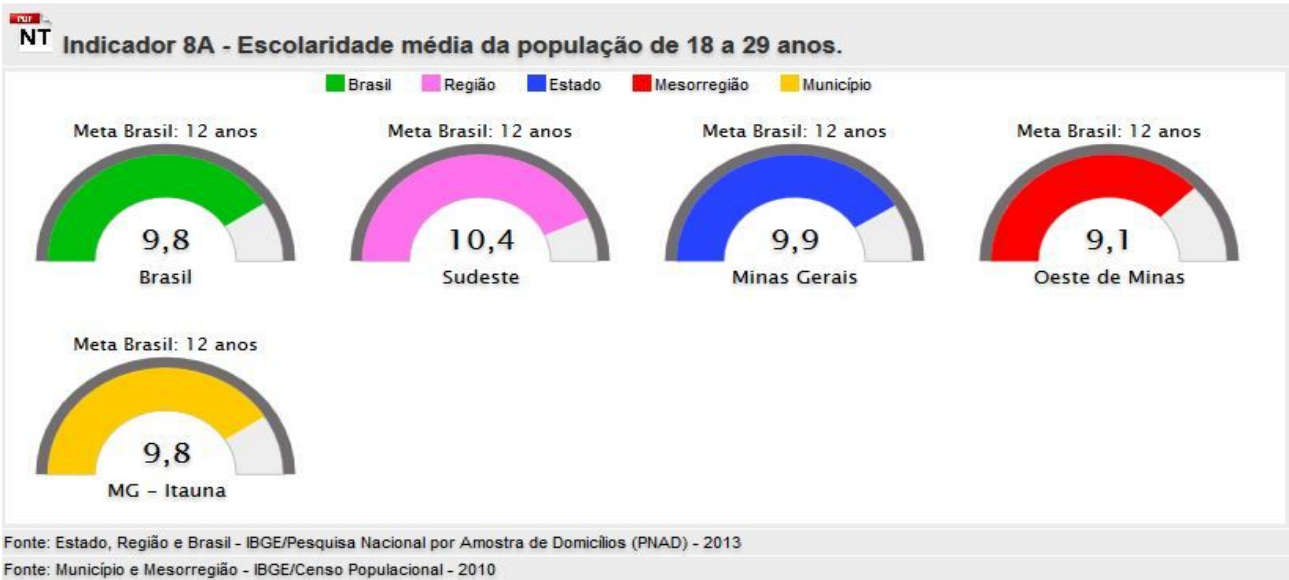 PDF
NT Indicador 8A - Escolaridade média da população de 18 a 29 anos.
Brasil Região Estado Mesorregião Município
Meta Brasil: 12 anos Meta Brasil: 12 anos Meta Brasil: 12 anos Meta Brasil: 12 anos
9,8 10,4 9,9 9,1
Brasil Sudeste Minas Gerais Oeste de Minas
Meta Brasil: 12 anos
9,8
MG - Itauna
Fonte: Estado, Região e Brasil - IBGE/Pesquisa Nacional por Amostra de Domicílios (PNAD) - 2013
Fonte: Município e Mesorregião - IBGE/Censo Populacional - 2010